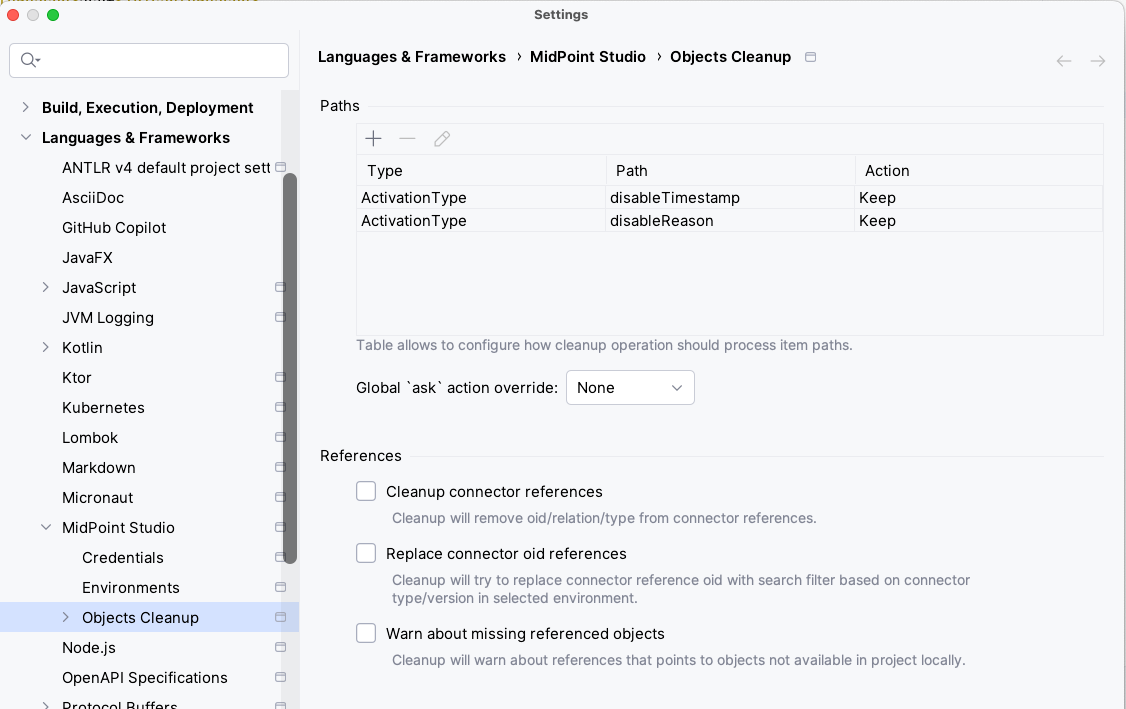 Settings
Languages & Frameworks › MidPoint Studio › Objects Cleanup
Build, Execution, Deployment
Languages & Frameworks
ANTLR v4 default project sett
AsciiDoc
GitHub Copilot
JavaFX
JavaScript
JVM Logging
Kotlin
Ktor
Kubernetes
Lombok
Markdown
Micronaut
MidPoint Studio
Credentials
Environments
Objects Cleanup
Node.js
OpenAPI Specifications
Protocol Buffers
Paths
Type Path Action
ActivationType disableTimestamp Keep
ActivationType disableReason Keep
Table allows to configure how cleanup operation should process item paths.
Global `ask` action override: None
References
Cleanup connector references
Cleanup will remove oid/relation/type from connector references.
Replace connector oid references
Cleanup will try to replace connector reference oid with search filter based on connector
type/version in selected environment.
Warn about missing referenced objects
Cleanup will warn about references that points to objects not available in project locally.